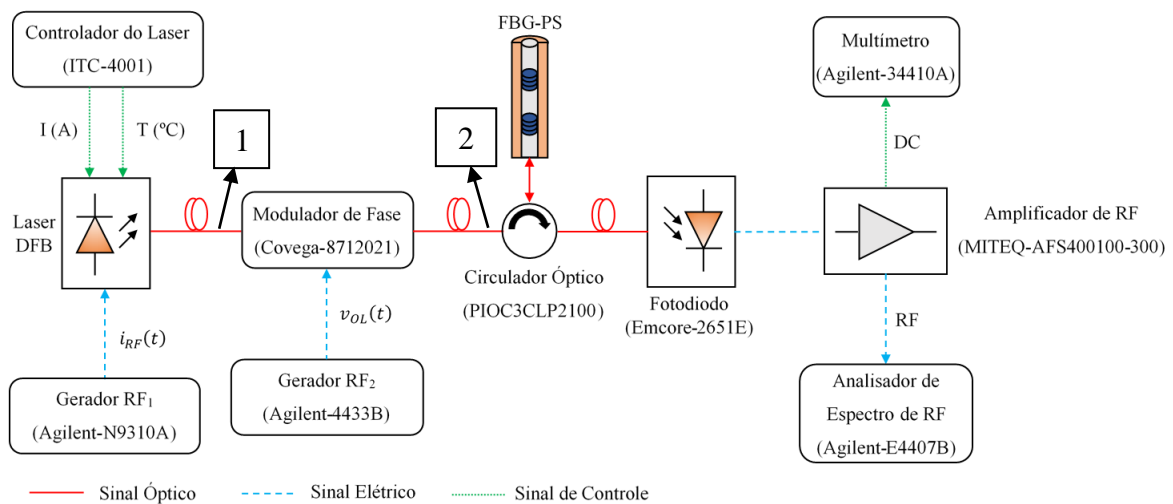 Controlador do Laser
(ITC-4001)
I (A)
T (ºC)
1
Laser
DFB
Modulador de Fase
(Covega-8712021)
2
FBG-PS
Circulador Óptico
(PIOC3CLP2100)
Fotodiodo
(Emcore-2651E)
Multímetro
(Agilent-34410A)
DC
Amplificador de RF
(MITEQ-AFS400100-300)
RF
Analisador de
Espectro de RF
(Agilent-E4407B)
i_RF(t)
v_OL(t)
Gerador RF₁
(Agilent-N9310A)
Gerador RF₂
(Agilent-4433B)
Sinal Óptico
Sinal Elétrico
Sinal de Controle